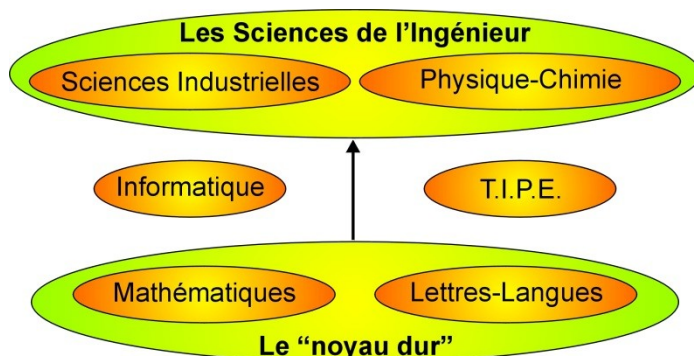 Les Sciences de l’Ingénieur
Sciences Industrielles
Physique-Chimie
Informatique
T.I.P.E.
Mathématiques
Lettres-Langues
Le “noyau dur”